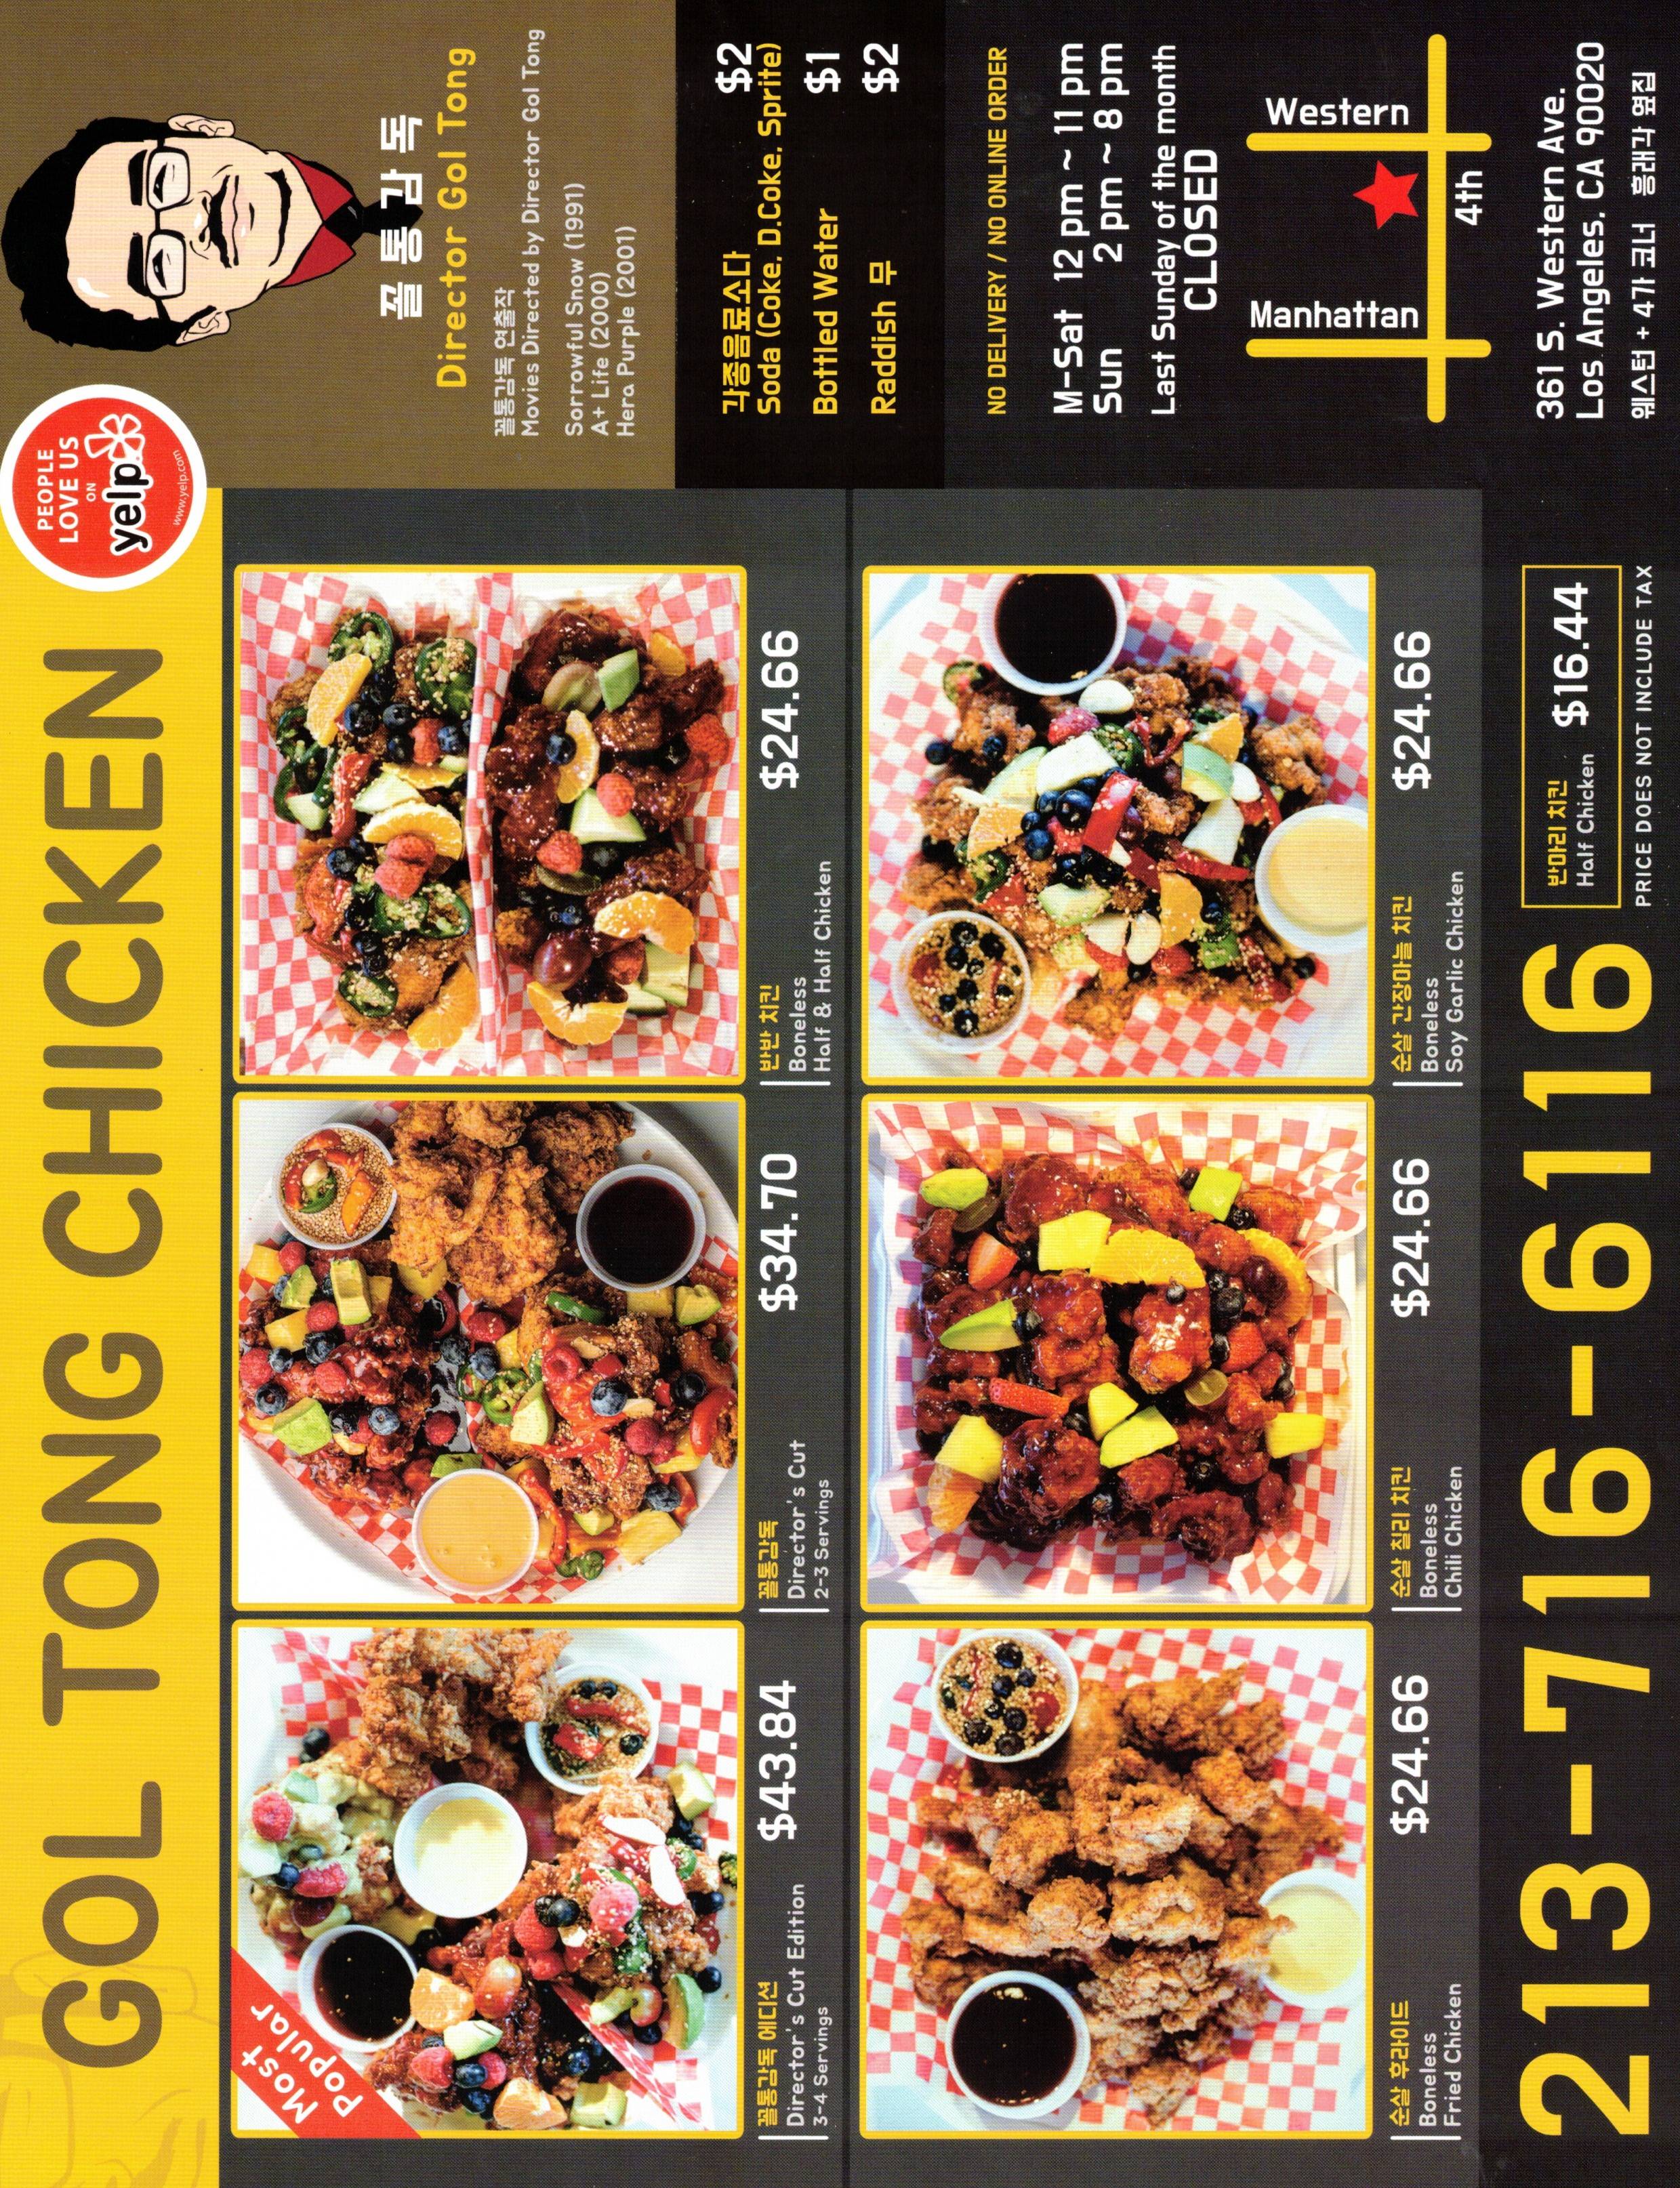 GOL TONG CHICKEN
PEOPLE
LOVE US
ON
yelp
www.yelp.com
Most
Popular
꼴통감독 에디션
$43.84
Director's Cut Edition
3-4 Servings
꼴통감독
$34.70
Director's Cut
2-3 Servings
반반 치킨
$24.66
Boneless
Half & Half Chicken
순살 후라이드
$24.66
Boneless
Fried Chicken
순살 칠리 치킨
$24.66
Boneless
Chili Chicken
순살 간장마늘 치킨
$24.66
Boneless
Soy Garlic Chicken
213-716-6116
반마리 치킨
Half Chicken
$16.44
PRICE DOES NOT INCLUDE TAX
꼴통감독
Director Gol Tong
꼴통감독 연출작
Movies Directed by Director Gol Tong
Sorrowful Snow (1991)
A+ Life (2000)
Hera Purple (2001)
각종음료소다 $2
Soda (Coke, D.Coke, Sprite)
Bottled Water $1
Raddish 무 $2
NO DELIVERY / NO ONLINE ORDER
M-Sat 12 pm ~ 11 pm
Sun 2 pm ~ 8 pm
Last Sunday of the month
CLOSED
Manhattan
Western
4th
361 S. Western Ave.
Los Angeles, CA 90020
웨스턴 + 4가 코너 흥래각 옆집